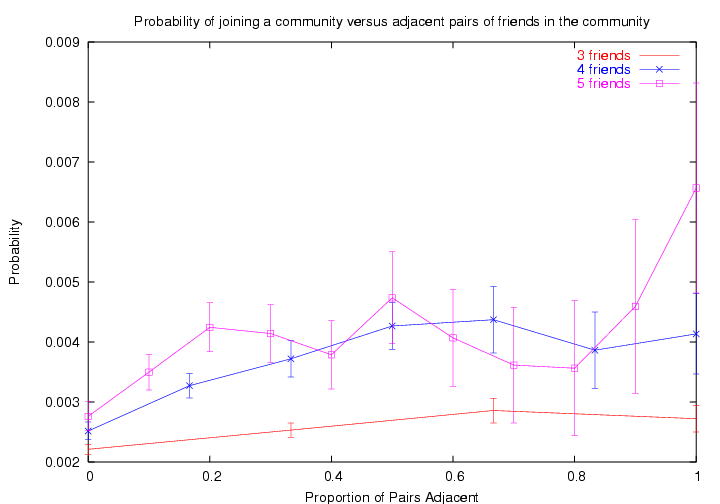 Probability of joining a community versus adjacent pairs of friends in the community
0.009
0.008
0.007
0.006
0.005
0.004
0.003
0.002
Probability
3 friends
4 friends
5 friends
0 0.2 0.4 0.6 0.8 1
Proportion of Pairs Adjacent